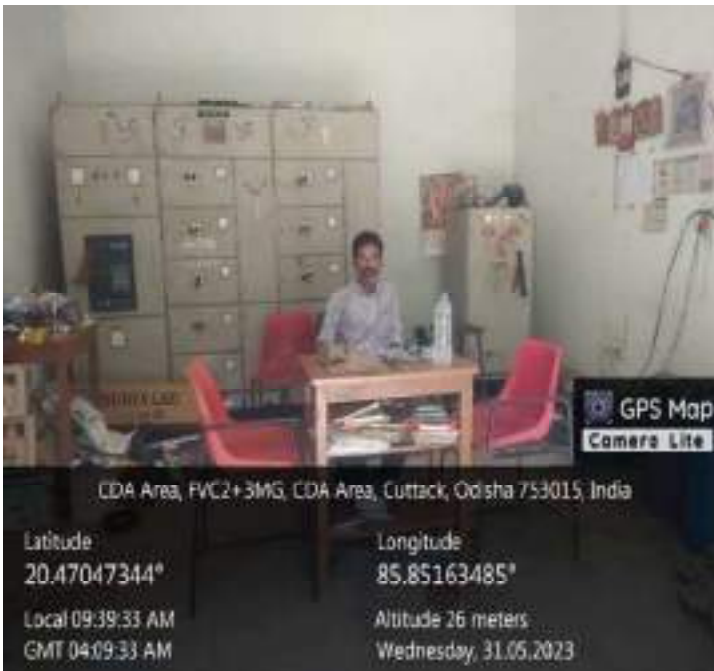 GPS Map
Camera Lite
CDA Area, FVC2+3MG, CDA Area, Cuttack, Odisha 753015, India
Latitude
20.47047344°
Longitude
85.85163485°
Local 09:39:33 AM
GMT 04:09:33 AM
Altitude 26 meters
Wednesday, 31.05.2023